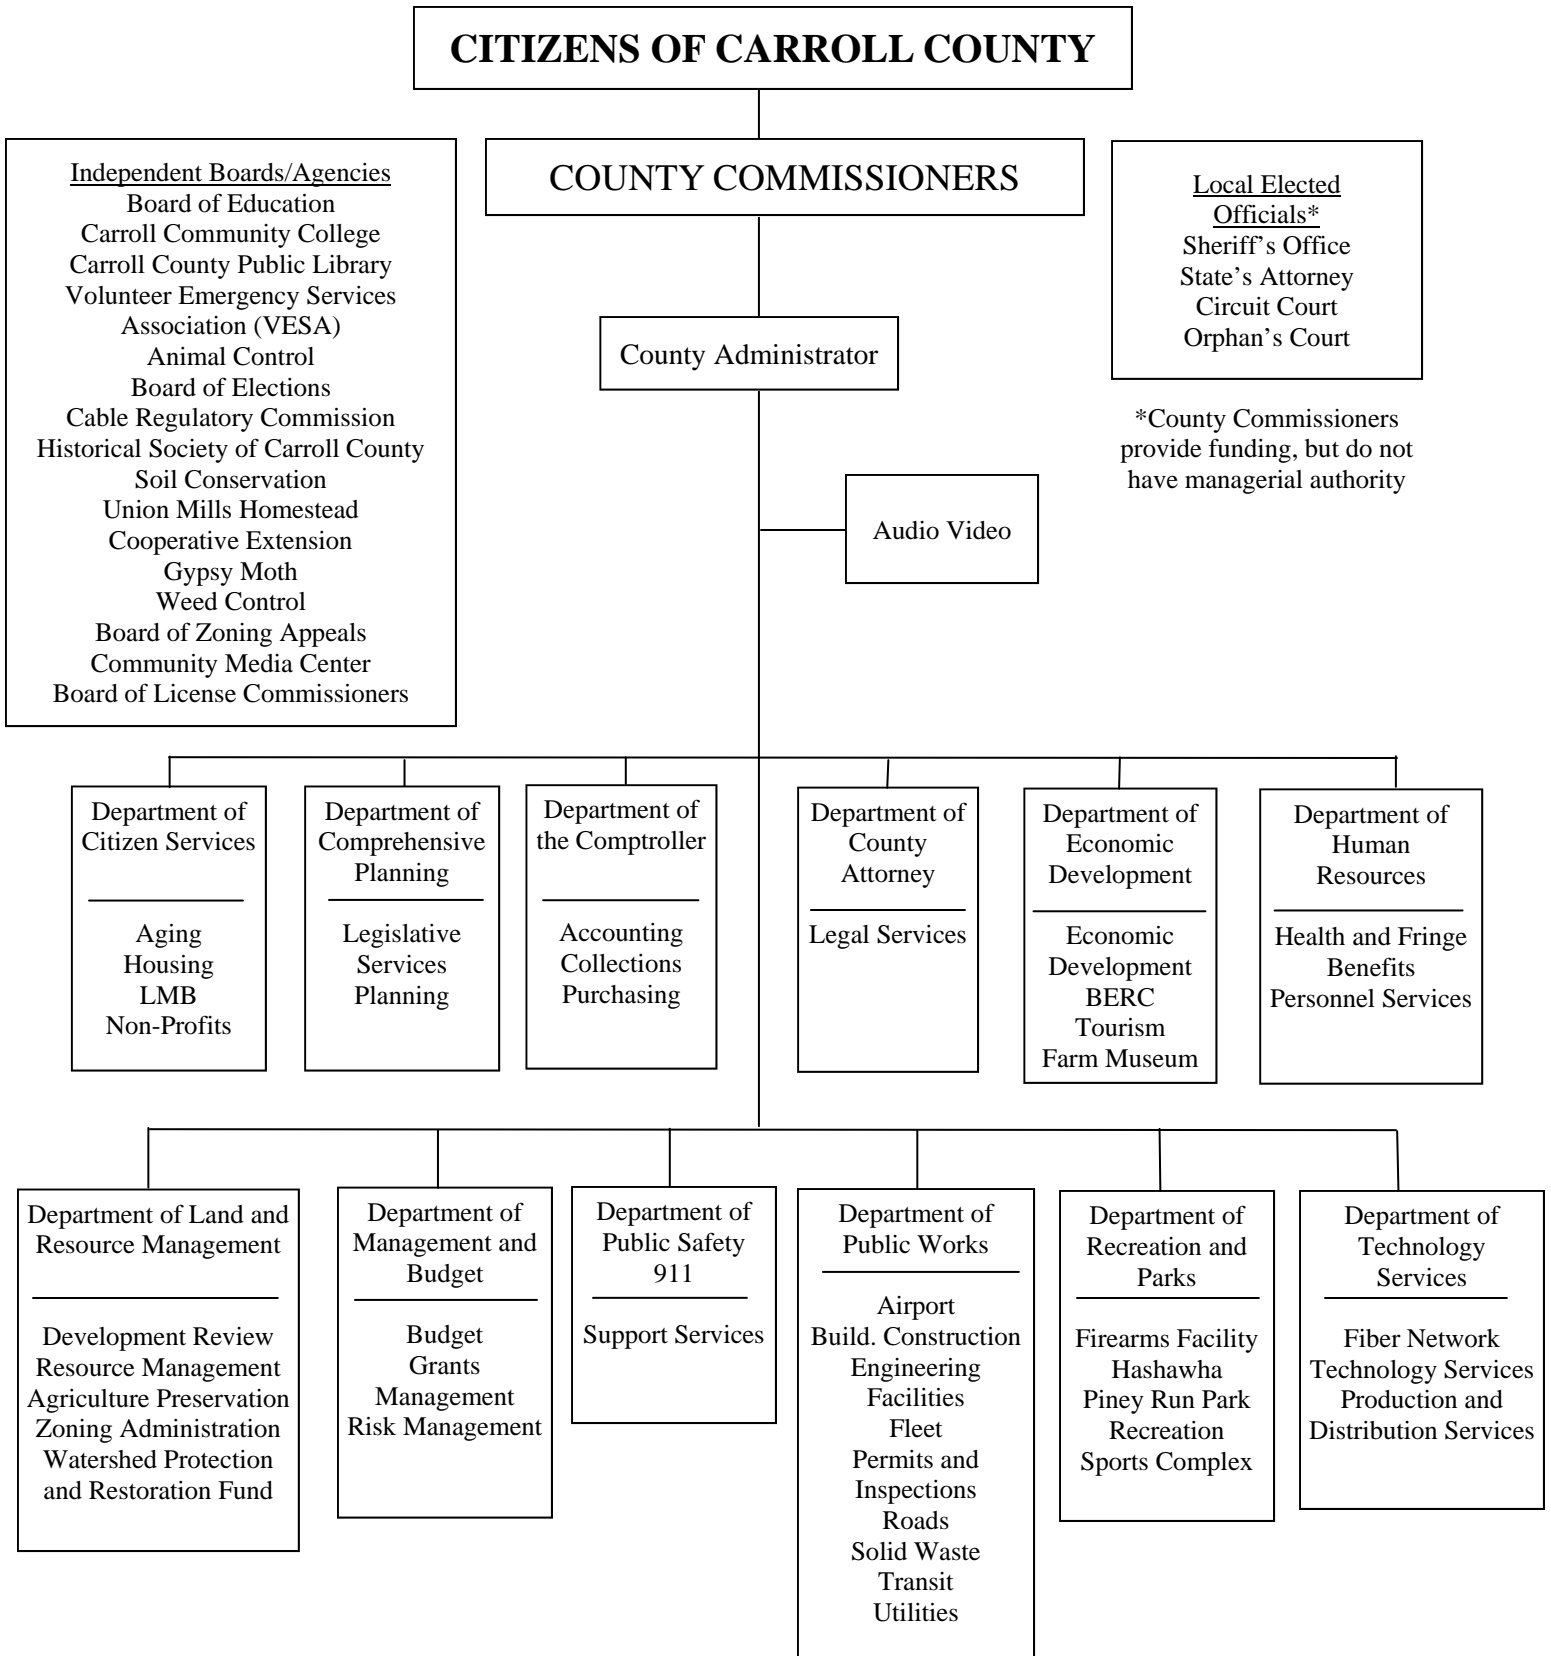 CITIZENS OF CARROLL COUNTY
COUNTY COMMISSIONERS
Independent Boards/Agencies
Board of Education
Carroll Community College
Carroll County Public Library
Volunteer Emergency Services
Association (VESA)
Animal Control
Board of Elections
Cable Regulatory Commission
Historical Society of Carroll County
Soil Conservation
Union Mills Homestead
Cooperative Extension
Gypsy Moth
Weed Control
Board of Zoning Appeals
Community Media Center
Board of License Commissioners
Local Elected
Officials*
Sheriff's Office
State's Attorney
Circuit Court
Orphan's Court
*County Commissioners
provide funding, but do not
have managerial authority
County Administrator
Audio Video
Department of
Citizen Services
Aging
Housing
LMB
Non-Profits
Department of
Comprehensive
Planning
Legislative
Services
Planning
Department of
the Comptroller
Accounting
Collections
Purchasing
Department of
County
Attorney
Legal Services
Department of
Economic
Development
Economic
Development
BERC
Tourism
Farm Museum
Department of
Human
Resources
Health and Fringe
Benefits
Personnel Services
Department of Land and
Resource Management
Development Review
Resource Management
Agriculture Preservation
Zoning Administration
Watershed Protection
and Restoration Fund
Department of
Management and
Budget
Budget
Grants
Management
Risk Management
Department of
Public Safety
911
Support Services
Department of
Public Works
Airport
Build. Construction
Engineering
Facilities
Fleet
Permits and
Inspections
Roads
Solid Waste
Transit
Utilities
Department of
Recreation and
Parks
Firearms Facility
Hashawha
Piney Run Park
Recreation
Sports Complex
Department of
Technology
Services
Fiber Network
Technology Services
Production and
Distribution Services